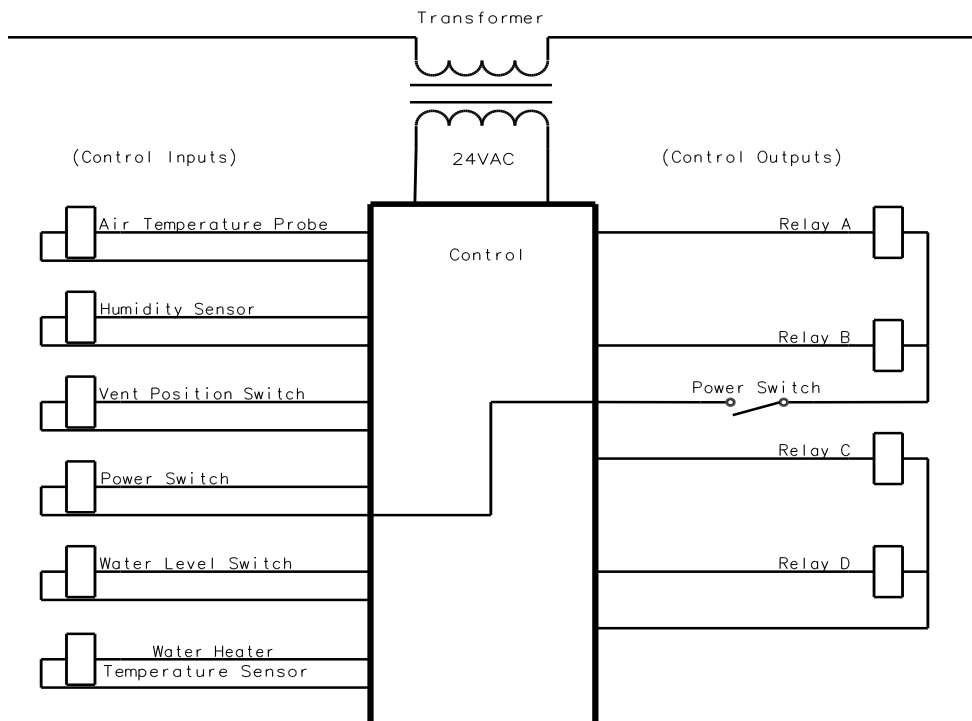 Transformer
24VAC
(Control Inputs)
(Control Outputs)
Control
Air Temperature Probe
Humidity Sensor
Vent Position Switch
Power Switch
Water Level Switch
Water Heater
Temperature Sensor
Relay A
Relay B
Power Switch
Relay C
Relay D